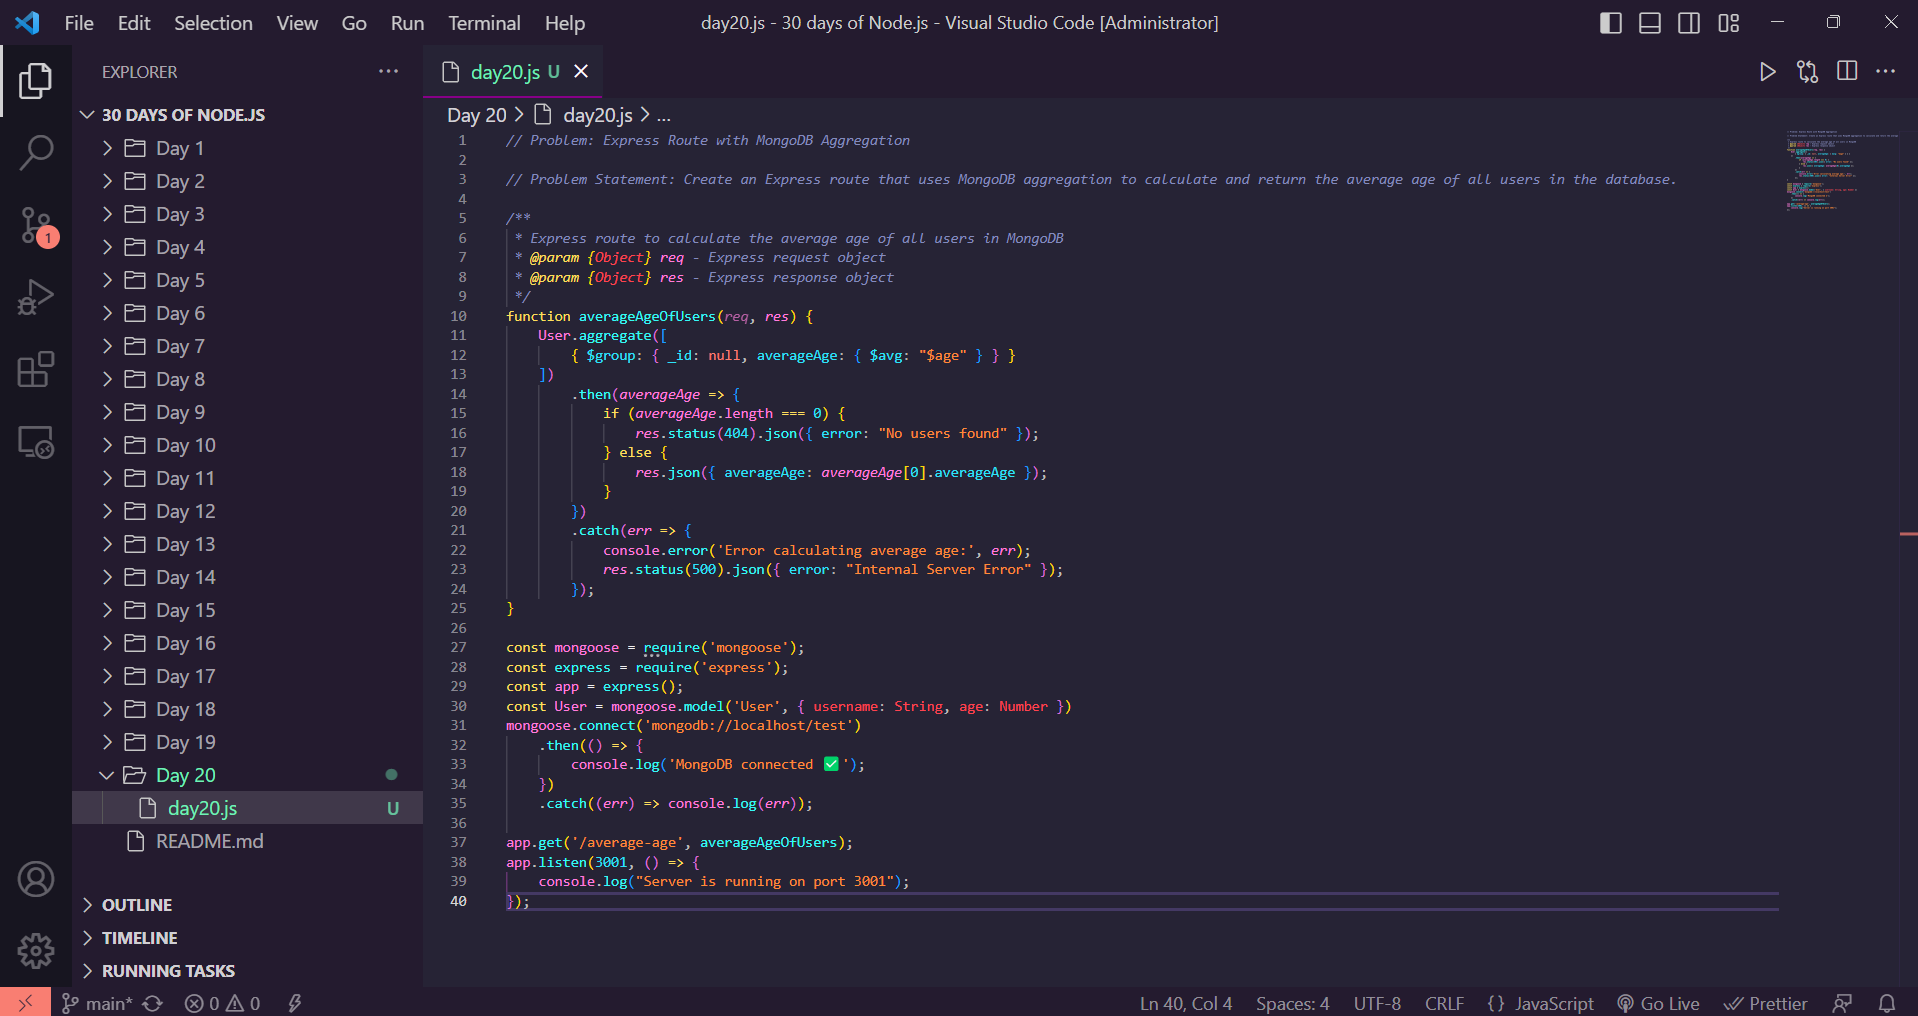 File Edit Selection View Go Run Terminal Help
day20.js - 30 days of Node.js - Visual Studio Code [Administrator]
EXPLORER
30 DAYS OF NODE.JS
Day 1
Day 2
Day 3
Day 4
Day 5
Day 6
Day 7
Day 8
Day 9
Day 10
Day 11
Day 12
Day 13
Day 14
Day 15
Day 16
Day 17
Day 18
Day 19
Day 20
day20.js U
README.md
OUTLINE
TIMELINE
RUNNING TASKS
1
day20.js U
Day 20 > day20.js > ...
1 // Problem: Express Route with MongoDB Aggregation
2
3 // Problem Statement: Create an Express route that uses MongoDB aggregation to calculate and return the average age of all users in the database.
4
5 /**
6 * Express route to calculate the average age of all users in MongoDB
7 * @param {Object} req - Express request object
8 * @param {Object} res - Express response object
9 */
10 function averageAgeOfUsers(req, res) {
11 User.aggregate([
12 { $group: { _id: null, averageAge: { $avg: "$age" } } }
13 ])
14 .then(averageAge => {
15 if (averageAge.length === 0) {
16 res.status(404).json({ error: "No users found" });
17 } else {
18 res.json({ averageAge: averageAge[0].averageAge });
19 }
20 })
21 .catch(err => {
22 console.error('Error calculating average age:', err);
23 res.status(500).json({ error: "Internal Server Error" });
24 });
25 }
26
27 const mongoose = require('mongoose');
28 const express = require('express');
29 const app = express();
30 const User = mongoose.model('User', { username: String, age: Number })
31 mongoose.connect('mongodb://localhost/test')
32 .then(() => {
33 console.log('MongoDB connected ✅ ');
34 })
35 .catch((err) => console.log(err));
36
37 app.get('/average-age', averageAgeOfUsers);
38 app.listen(3001, () => {
39 console.log("Server is running on port 3001");
40 });
main* 0 0
Ln 40, Col 4 Spaces: 4 UTF-8 CRLF {} JavaScript Go Live Prettier